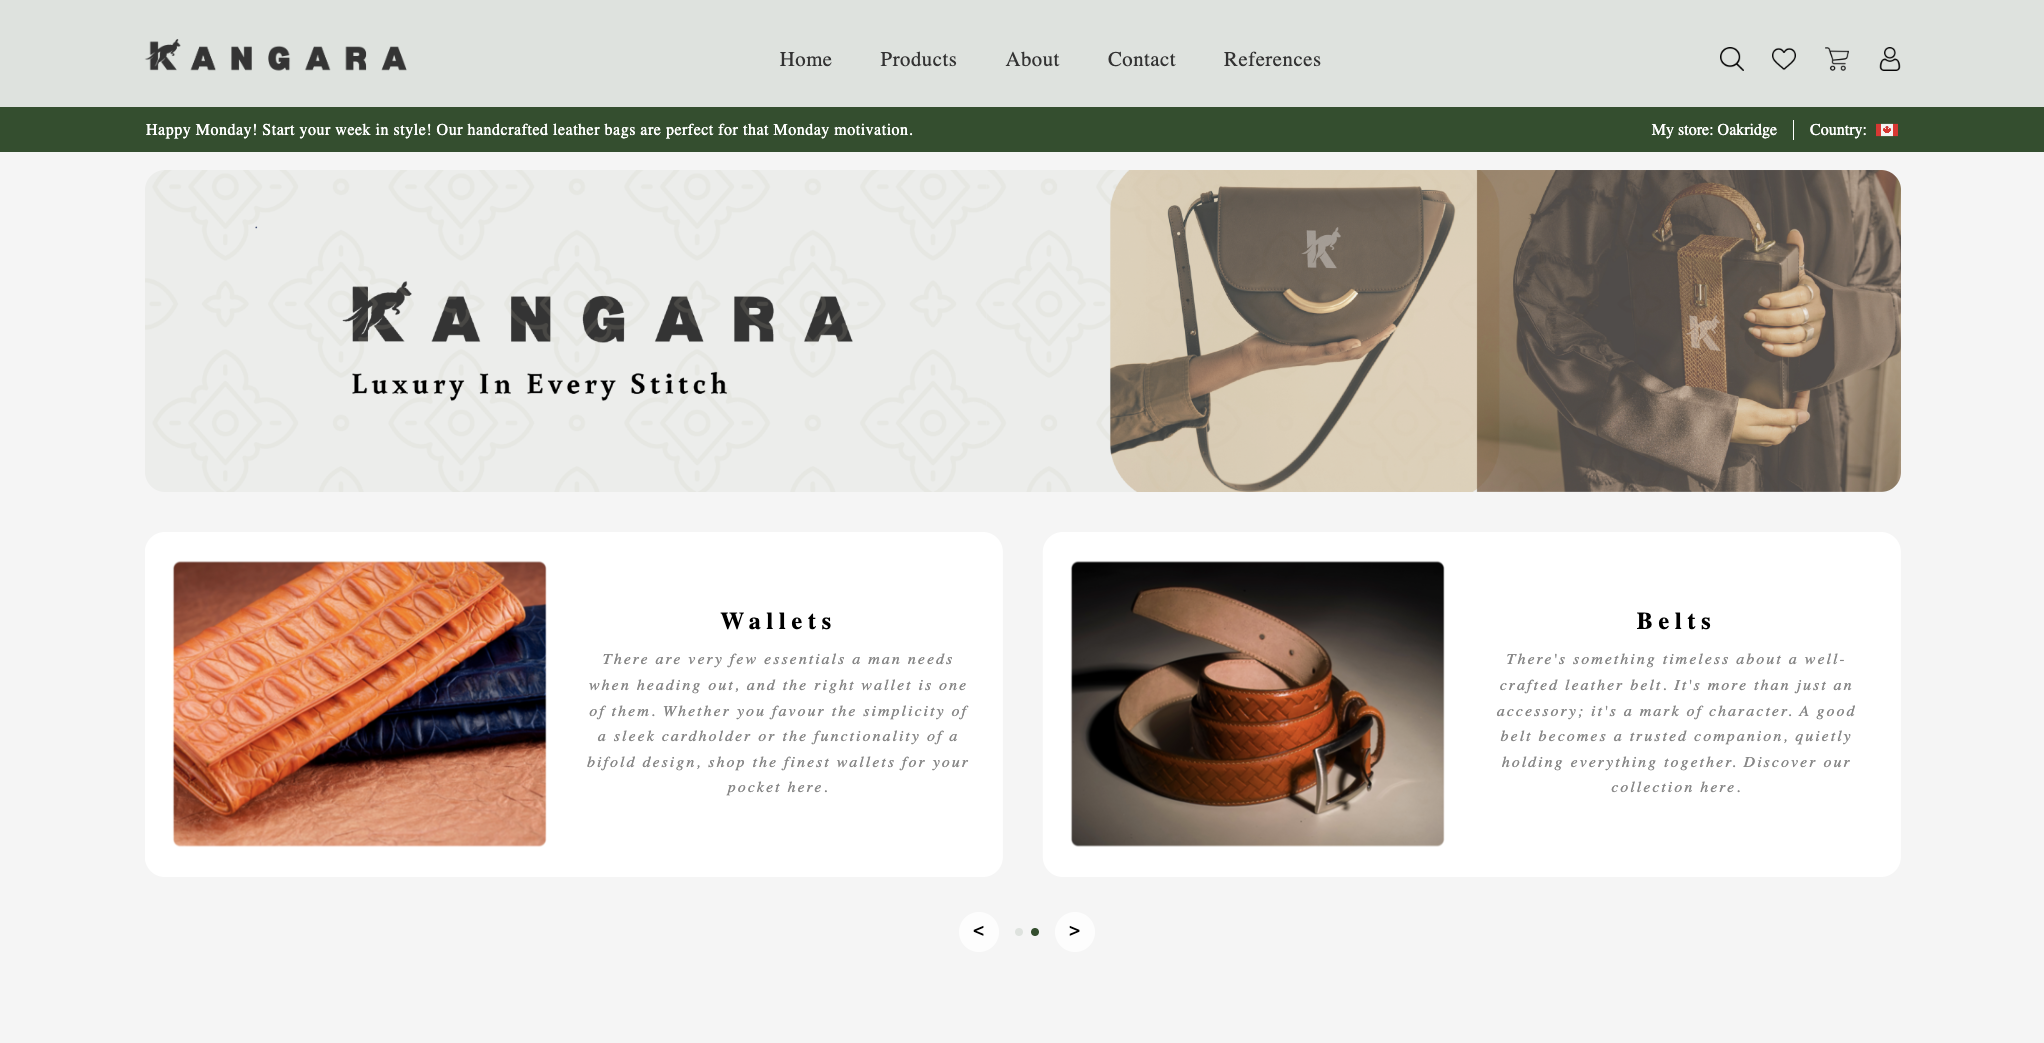 KANGARA
Home Products About Contact References
Happy Monday! Start your week in style! Our handcrafted leather bags are perfect for that Monday motivation.
My store: Oakridge
Country:
K
K
KANGARA
Luxury In Every Stitch
Wallets
There are very few essentials a man needs
when heading out, and the right wallet is one
of them. Whether you favour the simplicity of
a sleek cardholder or the functionality of a
bifold design, shop the finest wallets for your
pocket here.
Belts
There's something timeless about a well-
crafted leather belt. It's more than just an
accessory; it's a mark of character. A good
belt becomes a trusted companion, quietly
holding everything together. Discover our
collection here.
< >